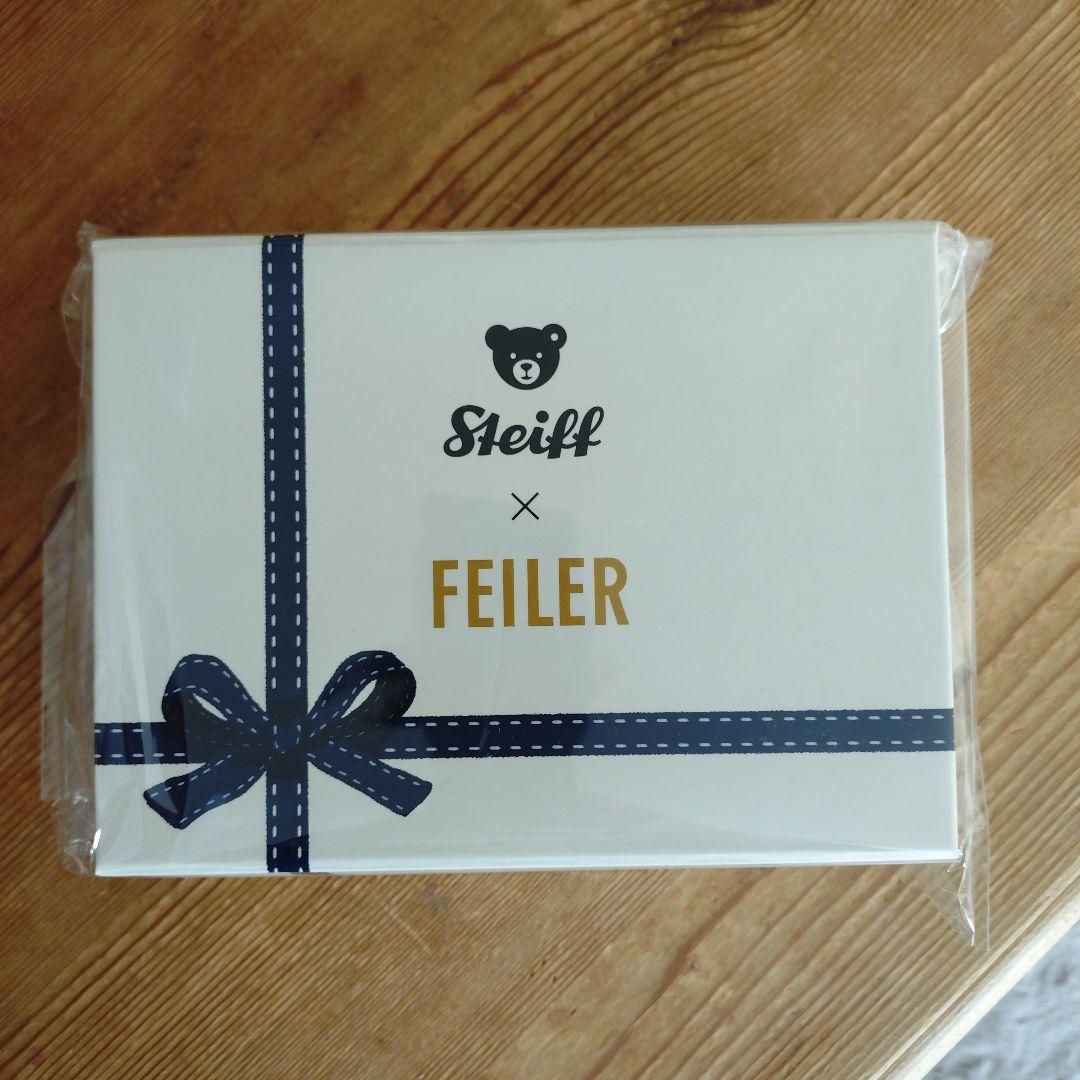 Steiff
×
FEILER